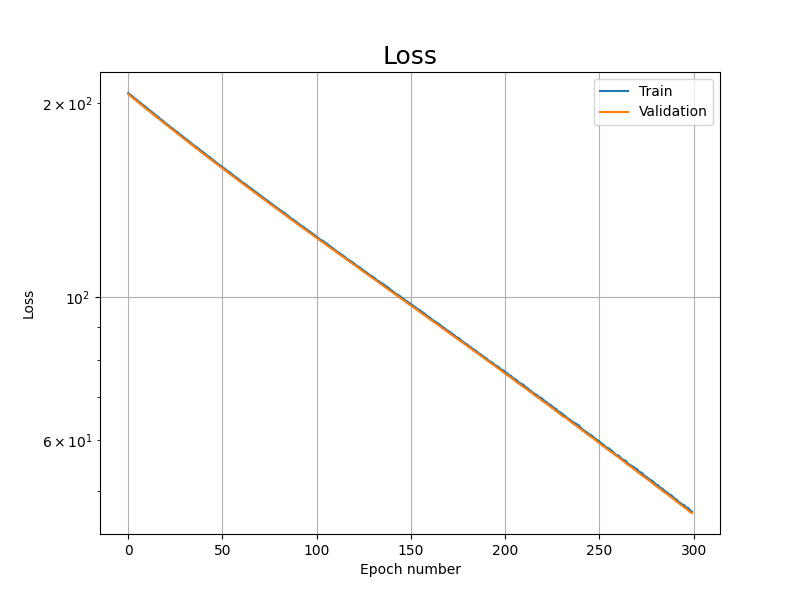 Loss
Train
Validation
2 × 10²
10²
6 × 10¹
Loss
0 50 100 150 200 250 300
Epoch number